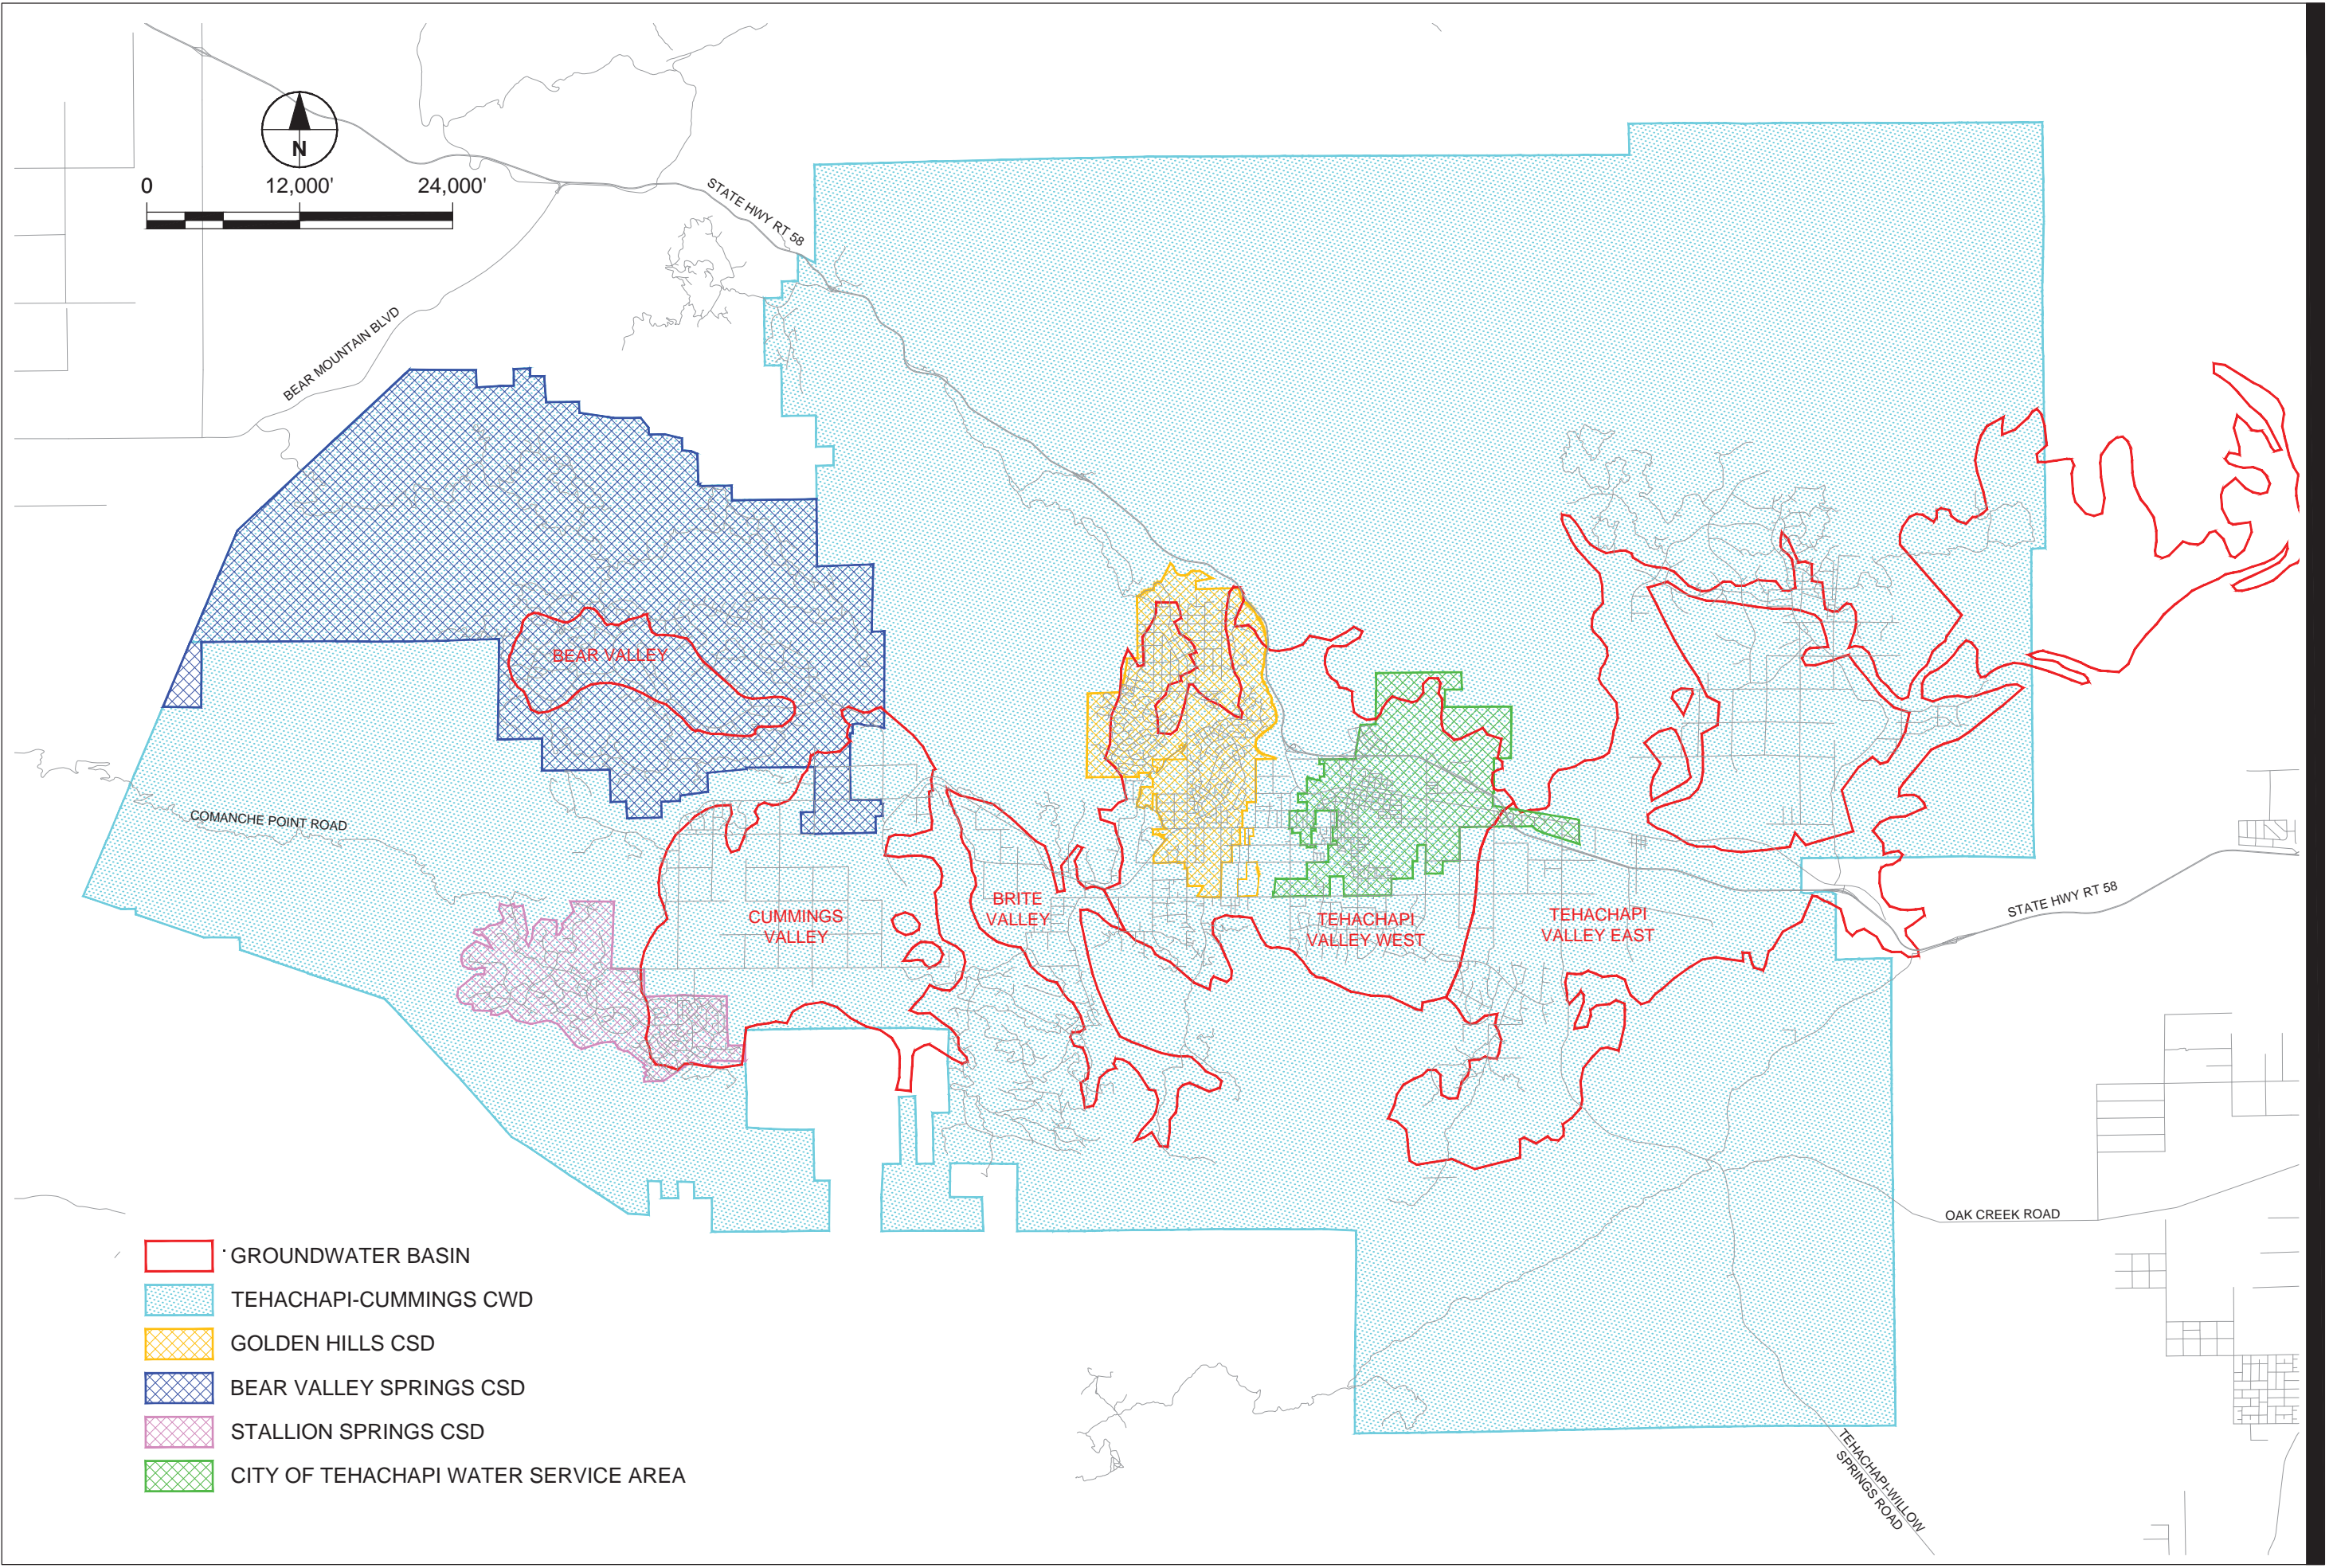 N
0 12,000' 24,000'
STATE HWY RT 58
BEAR MOUNTAIN BLVD
BEAR VALLEY
COMANCHE POINT ROAD
CUMMINGS
VALLEY
BRITE
VALLEY
TEHACHAPI
VALLEY WEST
TEHACHAPI
VALLEY EAST
STATE HWY RT 58
OAK CREEK ROAD
TEHACHAPI-WILLOW
SPRINGS ROAD
GROUNDWATER BASIN
TEHACHAPI-CUMMINGS CWD
GOLDEN HILLS CSD
BEAR VALLEY SPRINGS CSD
STALLION SPRINGS CSD
CITY OF TEHACHAPI WATER SERVICE AREA